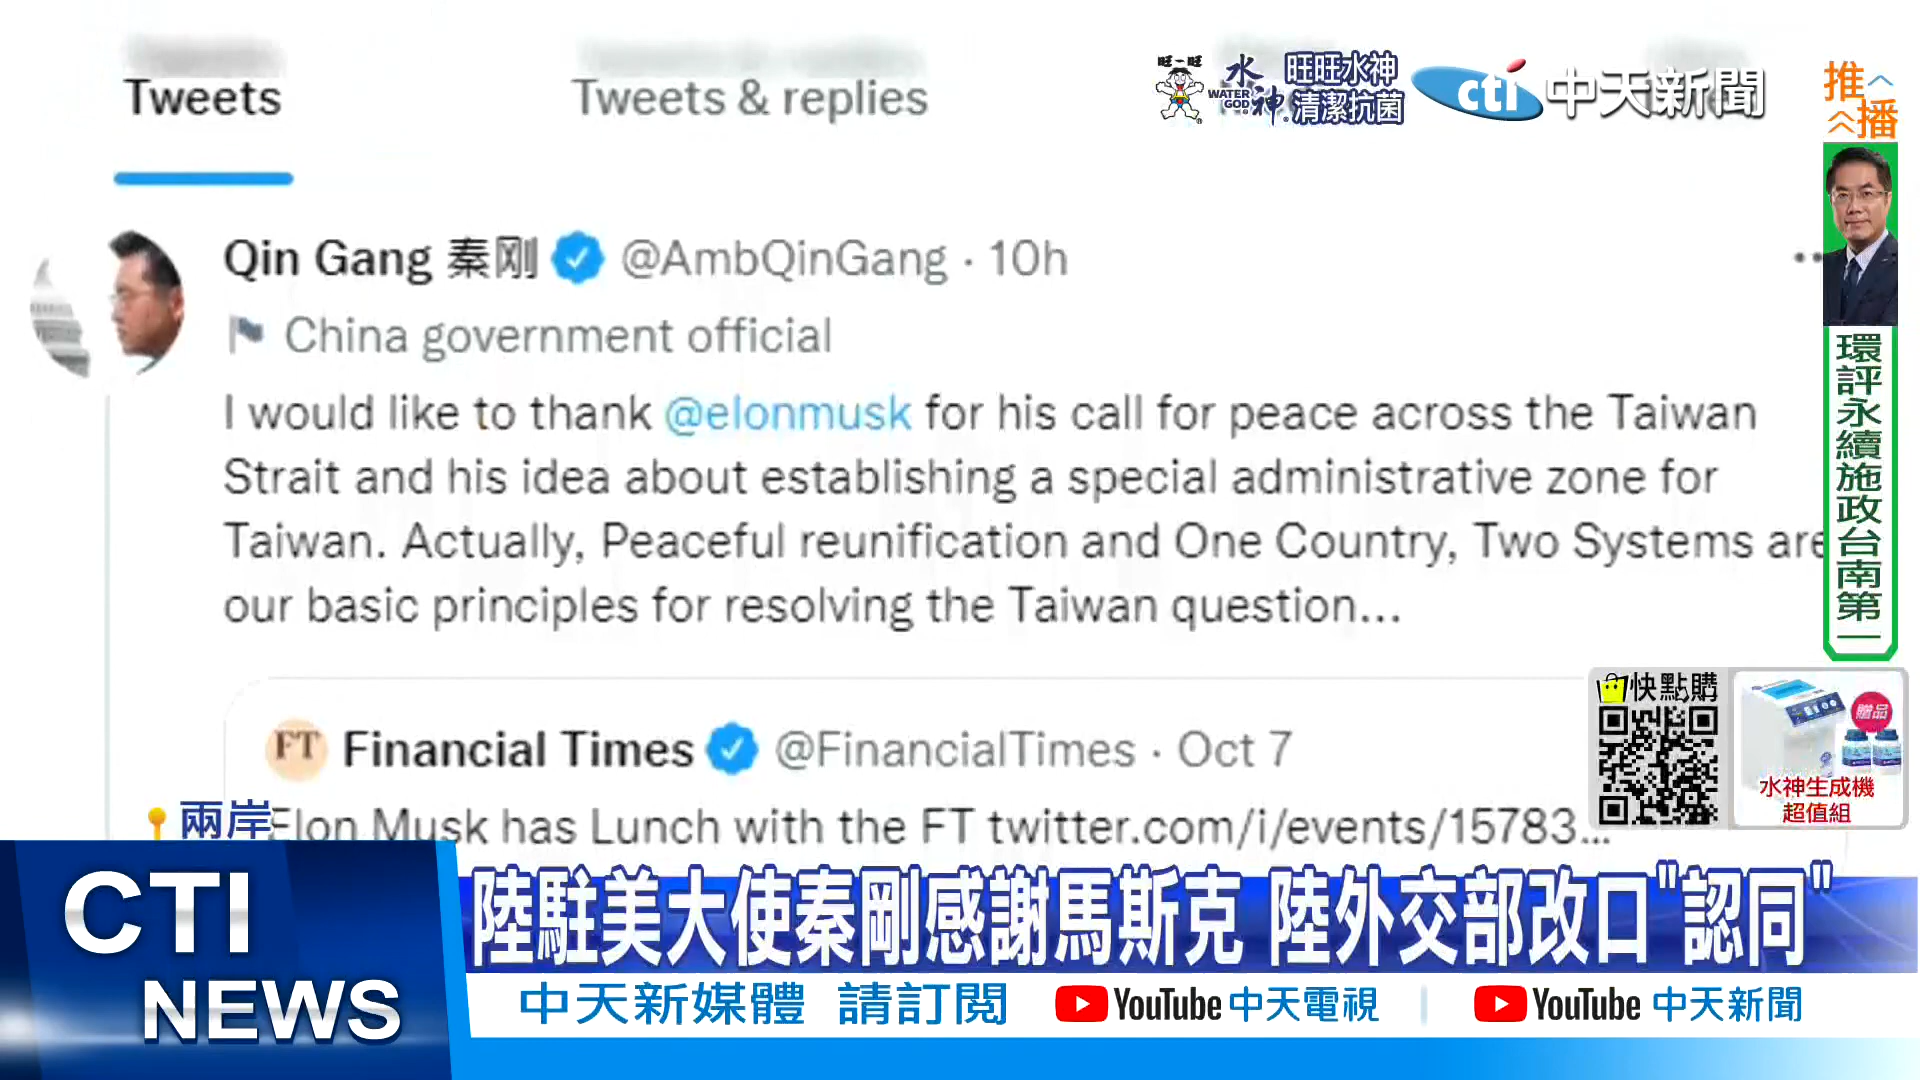 Tweets
Tweets & replies
旺一旺
水神
WATER GOD
旺旺水神
清潔抗菌
cti 中天新聞
推播
Qin Gang 秦刚 @AmbQinGang · 10h
China government official
I would like to thank @elonmusk for his call for peace across the Taiwan
Strait and his idea about establishing a special administrative zone for
Taiwan. Actually, Peaceful reunification and One Country, Two Systems are
our basic principles for resolving the Taiwan question...
環評永續施政台南第一
FT Financial Times @FinancialTimes · Oct 7
Elon Musk has Lunch with the FT twitter.com/i/events/15783...
快點購
贈品
水神生成機
超值組
兩岸
CTI
NEWS
陸駐美大使秦剛感謝馬斯克 陸外交部改口"認同"
中天新媒體 請訂閱 YouTube 中天電視 | YouTube 中天新聞